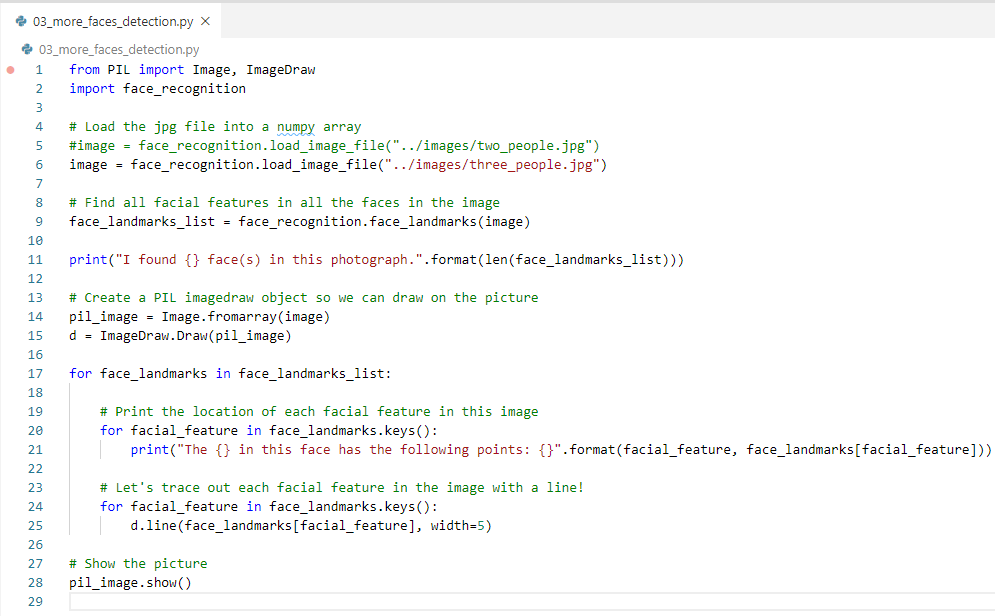 03_more_faces_detection.py ×
03_more_faces_detection.py
1 from PIL import Image, ImageDraw
2 import face_recognition
3
4 # Load the jpg file into a numpy array
5 #image = face_recognition.load_image_file("../images/two_people.jpg")
6 image = face_recognition.load_image_file("../images/three_people.jpg")
7
8 # Find all facial features in all the faces in the image
9 face_landmarks_list = face_recognition.face_landmarks(image)
10
11 print("I found {} face(s) in this photograph.".format(len(face_landmarks_list)))
12
13 # Create a PIL imagedraw object so we can draw on the picture
14 pil_image = Image.fromarray(image)
15 d = ImageDraw.Draw(pil_image)
16
17 for face_landmarks in face_landmarks_list:
18
19     # Print the location of each facial feature in this image
20     for facial_feature in face_landmarks.keys():
21         print("The {} in this face has the following points: {}".format(facial_feature, face_landmarks[facial_feature]))
22
23     # Let's trace out each facial feature in the image with a line!
24     for facial_feature in face_landmarks.keys():
25         d.line(face_landmarks[facial_feature], width=5)
26
27 # Show the picture
28 pil_image.show()
29